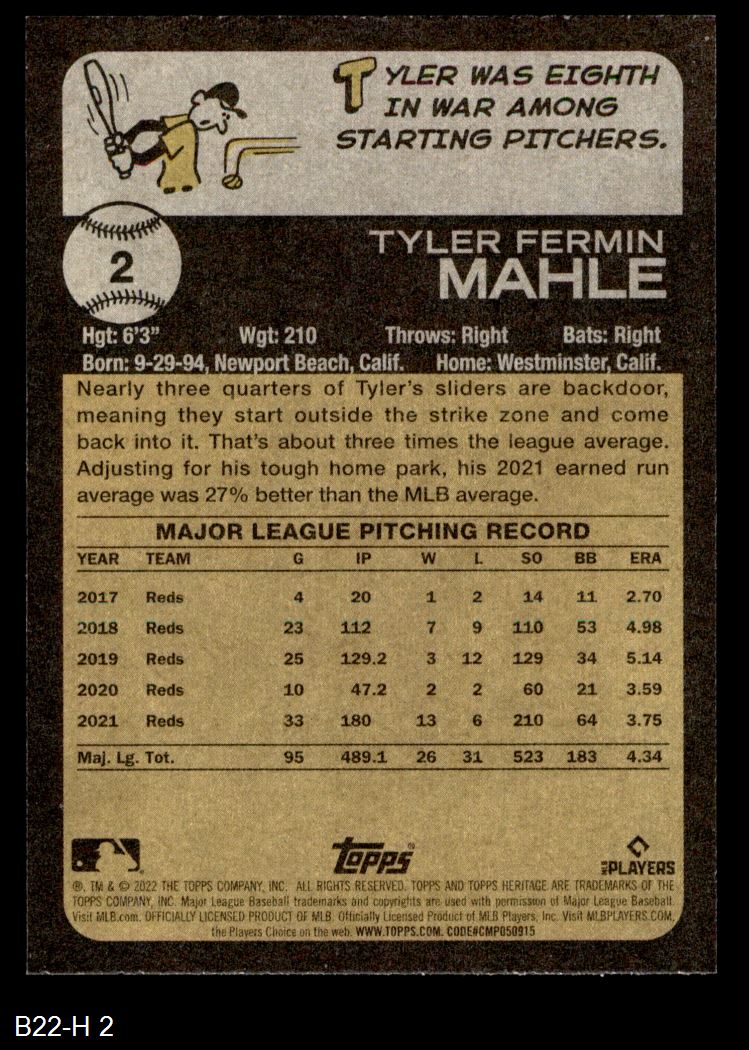 TYLER WAS EIGHTH
IN WAR AMONG
STARTING PITCHERS.
2
TYLER FERMIN
MAHLE
Hgt: 6'3" Wgt: 210 Throws: Right Bats: Right
Born: 9-29-94, Newport Beach, Calif. Home: Westminster, Calif.
Nearly three quarters of Tyler's sliders are backdoor,
meaning they start outside the strike zone and come
back into it. That's about three times the league average.
Adjusting for his tough home park, his 2021 earned run
average was 27% better than the MLB average.
MAJOR LEAGUE PITCHING RECORD
YEAR TEAM G IP W L SO BB ERA
2017 Reds 4 20 1 2 14 11 2.70
2018 Reds 23 112 7 9 110 53 4.98
2019 Reds 25 129.2 3 12 129 34 5.14
2020 Reds 10 47.2 2 2 60 21 3.59
2021 Reds 33 180 13 6 210 64 3.75
Maj. Lg. Tot. 95 489.1 26 31 523 183 4.34
Topps® MLB PLAYERS
®, TM & © 2022 THE TOPPS COMPANY, INC. ALL RIGHTS RESERVED. TOPPS AND TOPPS HERITAGE ARE TRADEMARKS OF THE
TOPPS COMPANY, INC. Major League Baseball trademarks and copyrights are used with permission of Major League Baseball.
Visit MLB.com. OFFICIALLY LICENSED PRODUCT OF MLB. Officially Licensed Product of MLB Players, Inc. Visit MLBPLAYERS.COM,
the Players Choice on the web. WWW.TOPPS.COM. CODE#CMP050915
B22-H 2